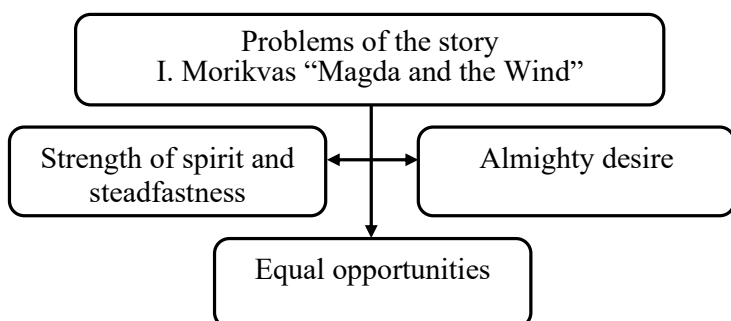 Problems of the story
I. Morikvas “Magda and the Wind”
Strength of spirit and
steadfastness
Almighty desire
Equal opportunities